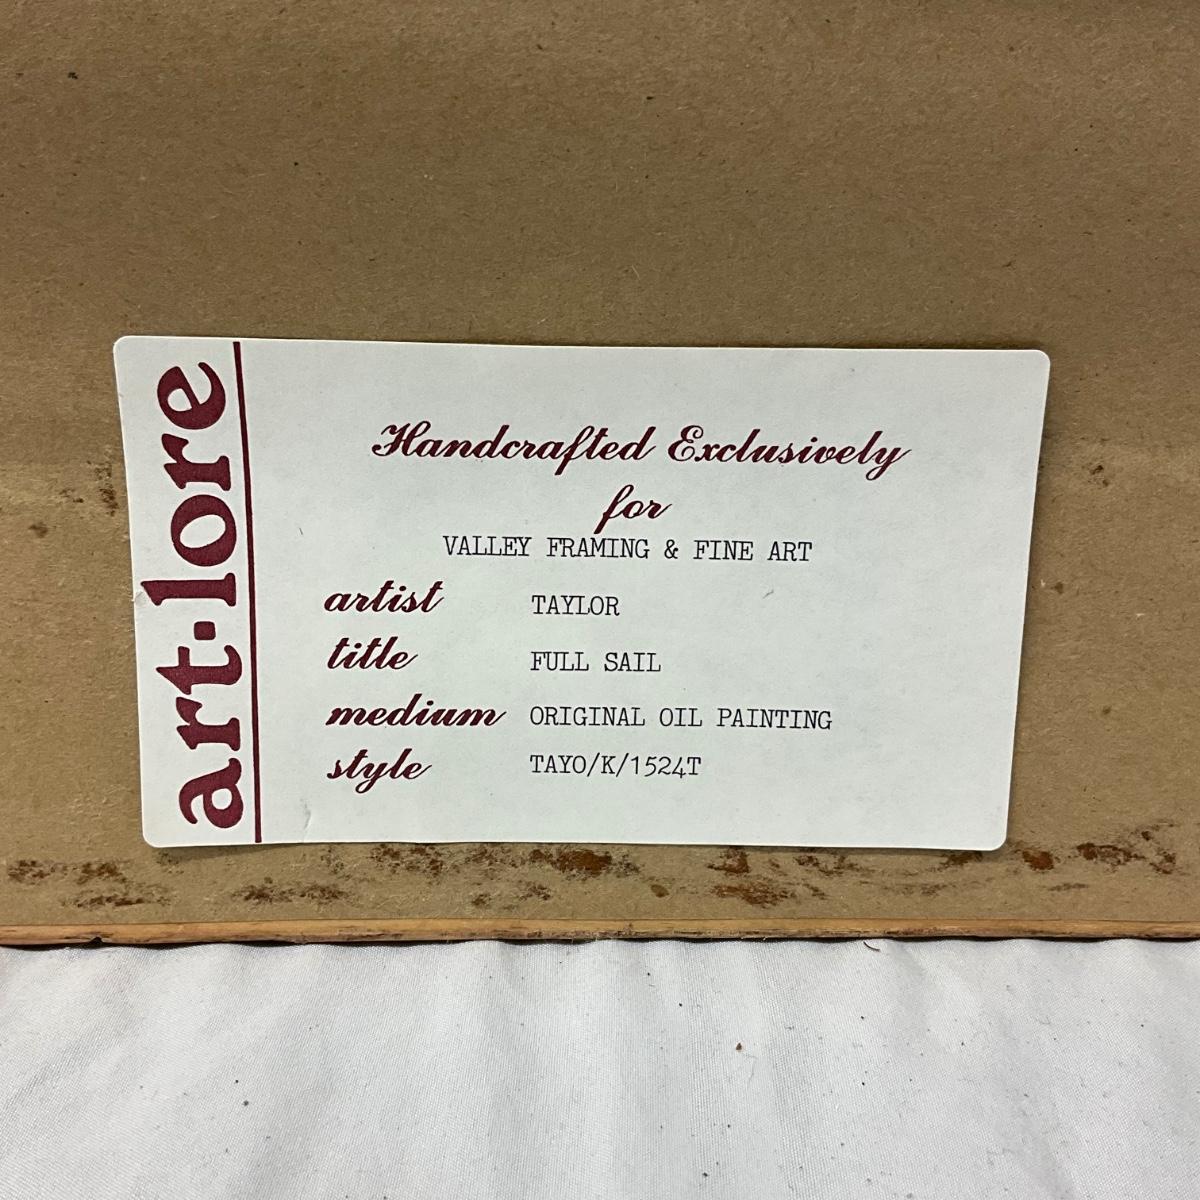 art·lore
Handcrafted Exclusively
for
VALLEY FRAMING & FINE ART
artist TAYLOR
title FULL SAIL
medium ORIGINAL OIL PAINTING
style TAYO/K/1524T